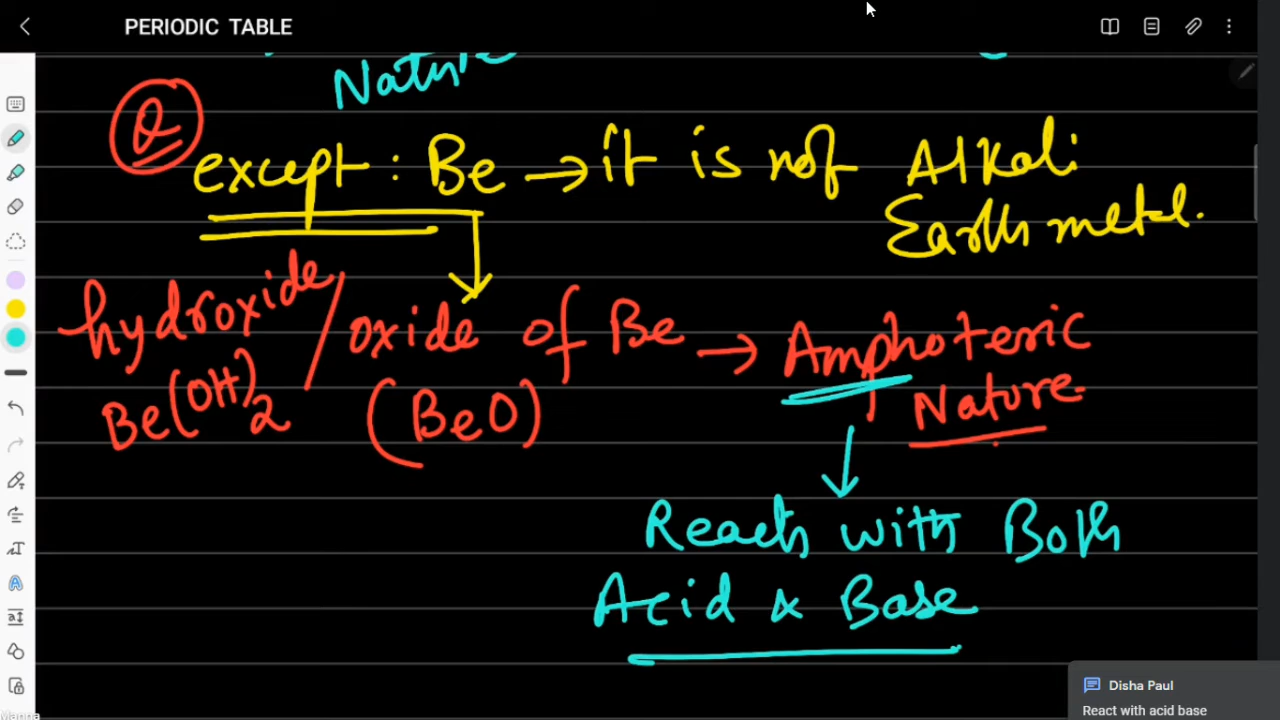 PERIODIC TABLE
Nature
Q
except : Be → it is not Alkali
Earth metal.
hydroxide / oxide of Be → Amphoteric
Be(OH)2 (BeO) Nature
Reacts with Both
Acid & Base
Disha Paul
React with acid base